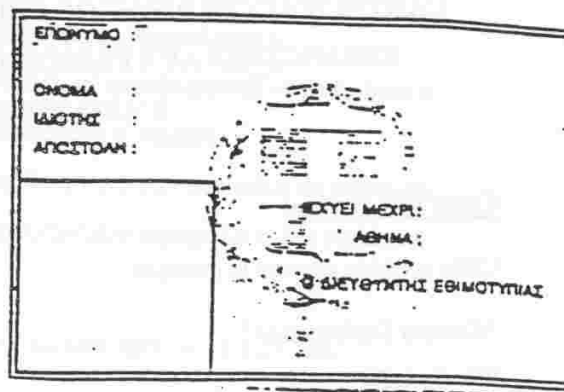 ΕΠΩΝΥΜΟ :
ΟΝΟΜΑ :
ΙΔΙΟΤΗΣ :
ΑΠΟΣΤΟΛΗ :
ΙΣΧΥΕΙ ΜΕΧΡΙ :
ΑΘΗΝΑ :
Ο ΔΙΕΥΘΥΝΤΗΣ ΕΘΙΜΟΤΥΠΙΑΣ